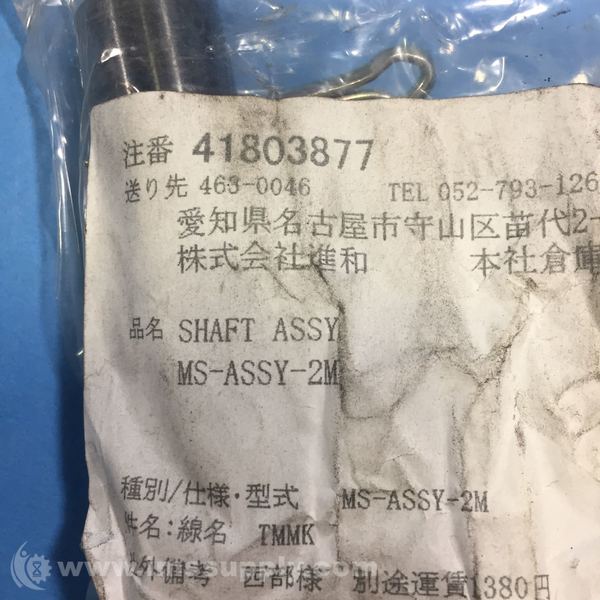 注番 41803877
送り先 463-0046 TEL 052-793-126
愛知県名古屋市守山区苗代2-
株式会社進和 本社倉庫
品名 SHAFT ASSY
MS-ASSY-2M
種別/仕様・型式 MS-ASSY-2M
件名:線名 TMMK
外備考 西部様 別途運賃1380円